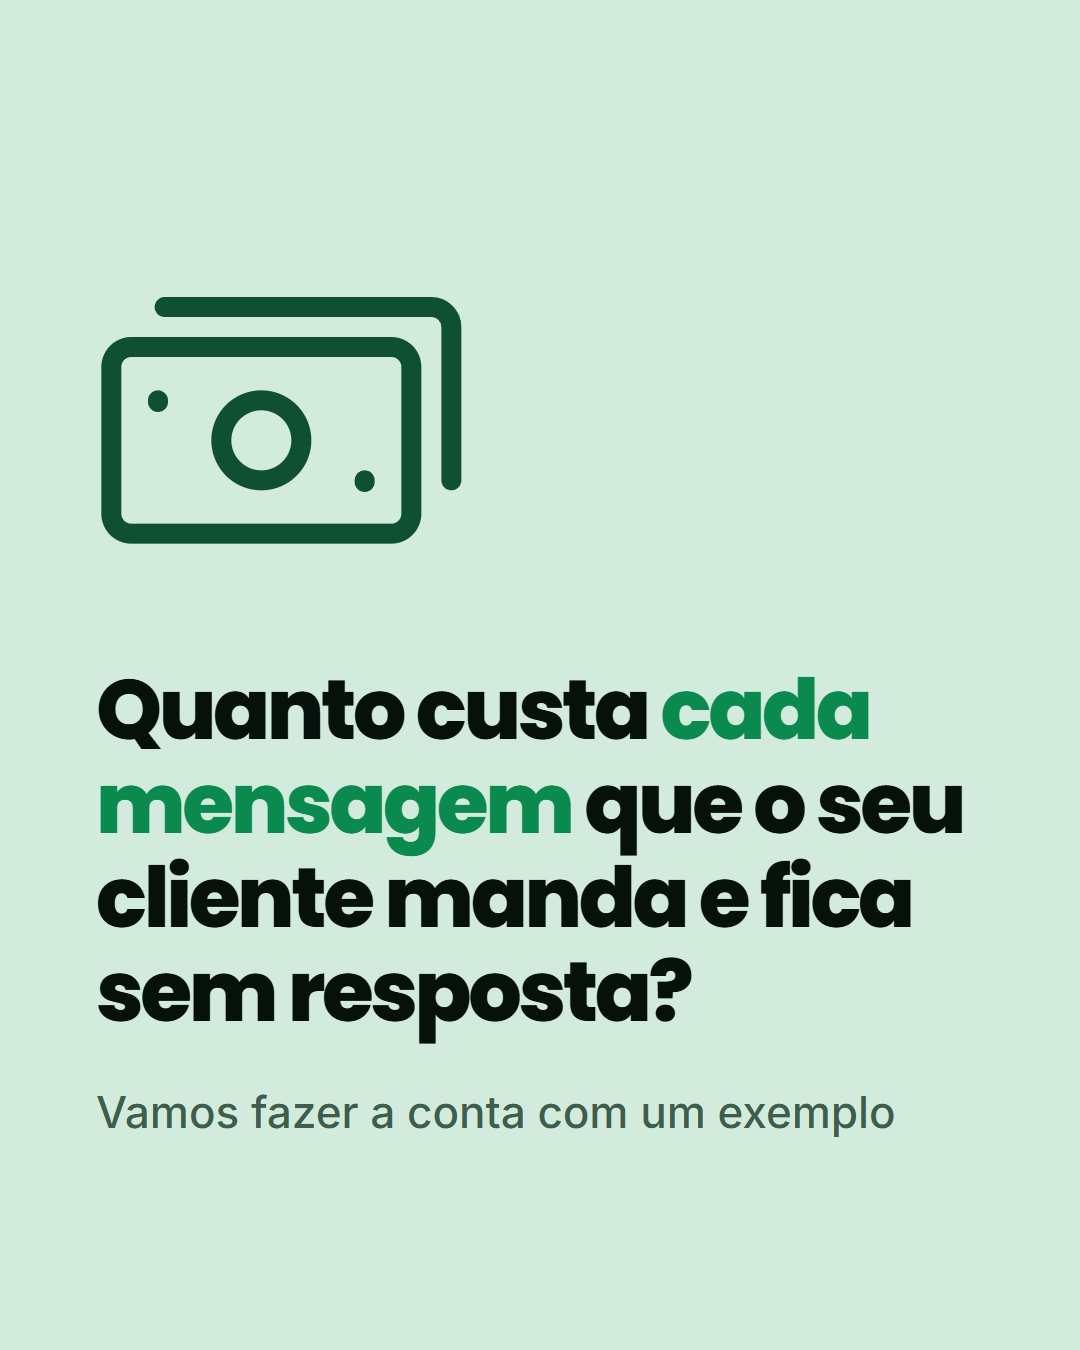 Quanto custa cada
mensagem que o seu
cliente manda e fica
sem resposta?
Vamos fazer a conta com um exemplo